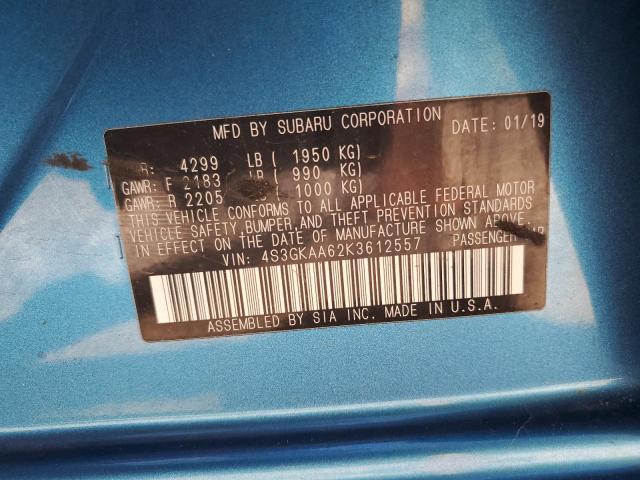 MFD BY SUBARU CORPORATION DATE: 01/19
4299 LB ( 1950 KG)
GAWR: F 2183 LB ( 990 KG)
GAWR: R 2205 1000 KG)
THIS VEHICLE CONFORMS TO ALL APPLICABLE FEDERAL MOTOR
VEHICLE SAFETY, BUMPER, AND THEFT PREVENTION STANDARDS
IN EFFECT ON THE DATE OF MANUFACTURE SHOWN ABOVE.
VIN: 4S3GKAA62K3612557 PASSENGER
ASSEMBLED BY SIA INC. MADE IN U.S.A.